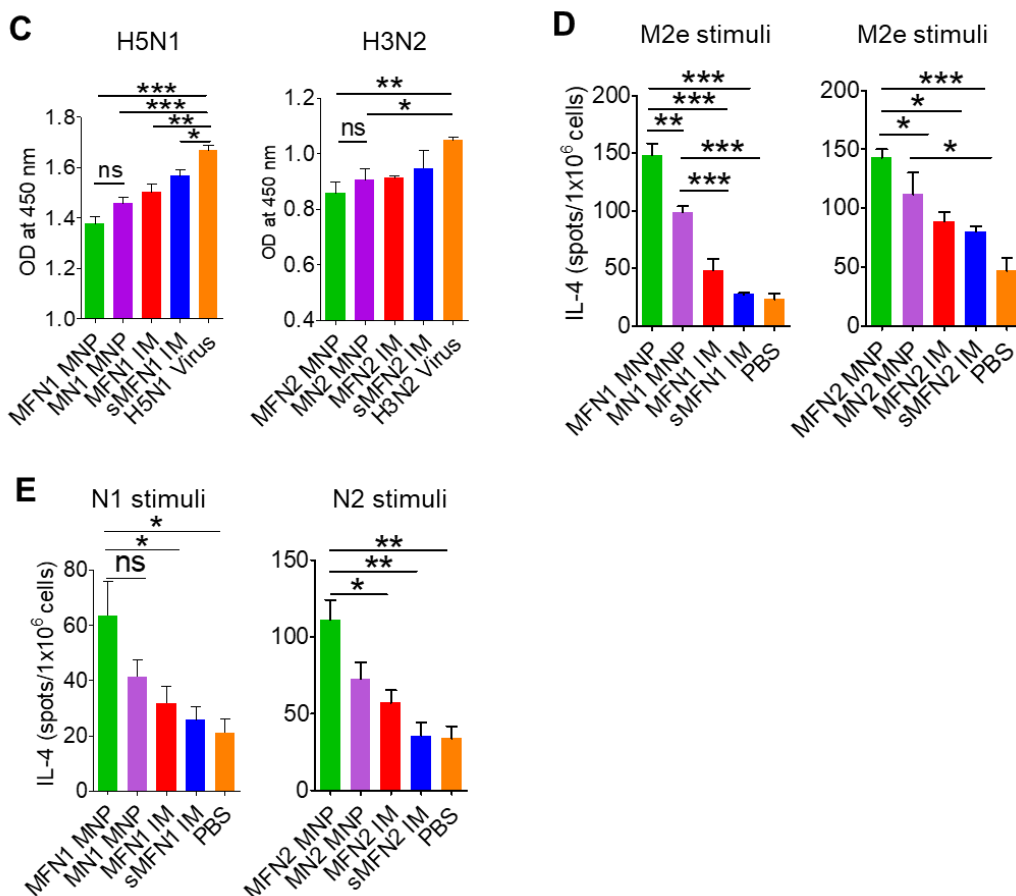 C
H5N1
***
***
**
*
ns
OD at 450 nm
1.8
1.6
1.4
1.2
1.0
MFN1 MNP
MN1 MNP
MFN1 IM
sMFN1 IM
H5N1 Virus
H3N2
**
*
ns
OD at 450 nm
1.2
1.0
0.8
0.6
0.4
MFN2 MNP
MN2 MNP
MFN2 IM
sMFN2 IM
H3N2 Virus
D
M2e stimuli
***
***
**
***
***
IL-4 (spots/1x10⁶ cells)
200
150
100
50
0
MFN1 MNP
MN1 MNP
MFN1 IM
sMFN1 IM
PBS
M2e stimuli
***
*
*
*
200
150
100
50
0
MFN2 MNP
MN2 MNP
MFN2 IM
sMFN2 IM
PBS
E
N1 stimuli
*
*
ns
IL-4 (spots/1x10⁶ cells)
80
60
40
20
0
MFN1 MNP
MN1 MNP
MFN1 IM
sMFN1 IM
PBS
N2 stimuli
**
**
*
150
100
50
0
MFN2 MNP
MN2 MNP
MFN2 IM
sMFN2 IM
PBS